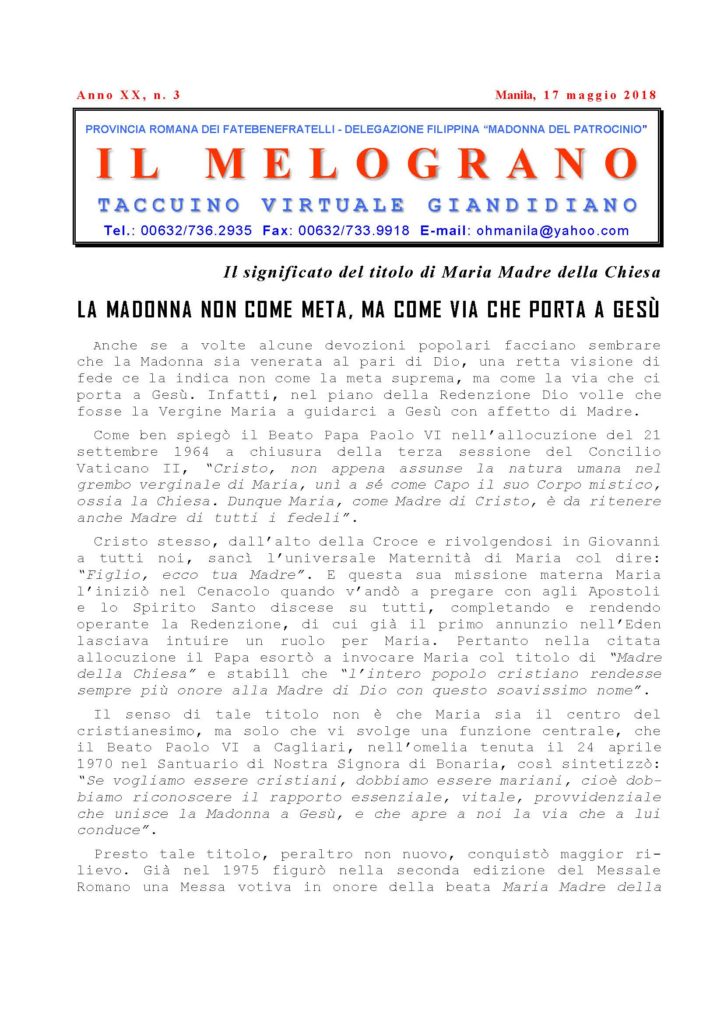 Anno XX, n. 3 Manila, 17 maggio 2018
PROVINCIA ROMANA DEI FATEBENEFRATELLI - DELEGAZIONE FILIPPINA “MADONNA DEL PATROCINIO"
IL MELOGRANO
TACCUINO VIRTUALE GIANDIDIANO
Tel.: 00632/736.2935 Fax: 00632/733.9918 E-mail: ohmanila@yahoo.com
Il significato del titolo di Maria Madre della Chiesa
LA MADONNA NON COME META, MA COME VIA CHE PORTA A GESÙ
Anche se a volte alcune devozioni popolari facciano sembrare
che la Madonna sia venerata al pari di Dio, una retta visione di
fede ce la indica non come la meta suprema, ma come la via che ci
porta a Gesù. Infatti, nel piano della Redenzione Dio volle che
fosse la Vergine Maria a guidarci a Gesù con affetto di Madre.
Come ben spiegò il Beato Papa Paolo VI nell’allocuzione del 21
settembre 1964 a chiusura della terza sessione del Concilio
Vaticano II, “Cristo, non appena assunse la natura umana nel
grembo verginale di Maria, unì a sé come Capo il suo Corpo mistico,
ossia la Chiesa. Dunque Maria, come Madre di Cristo, è da ritenere
anche Madre di tutti i fedeli”.
Cristo stesso, dall’alto della Croce e rivolgendosi in Giovanni
a tutti noi, sancì l’universale Maternità di Maria col dire:
“Figlio, ecco tua Madre”. E questa sua missione materna Maria
l’iniziò nel Cenacolo quando v’andò a pregare con agli Apostoli
e lo Spirito Santo discese su tutti, completando e rendendo
operante la Redenzione, di cui già il primo annunzio nell’Eden
lasciava intuire un ruolo per Maria. Pertanto nella citata
allocuzione il Papa esortò a invocare Maria col titolo di “Madre
della Chiesa” e stabilì che “l’intero popolo cristiano rendesse
sempre più onore alla Madre di Dio con questo soavissimo nome”.
Il senso di tale titolo non è che Maria sia il centro del
cristianesimo, ma solo che vi svolge una funzione centrale, che
il Beato Paolo VI a Cagliari, nell’omelia tenuta il 24 aprile
1970 nel Santuario di Nostra Signora di Bonaria, così sintetizzò:
“Se vogliamo essere cristiani, dobbiamo essere mariani, cioè dob-
biamo riconoscere il rapporto essenziale, vitale, provvidenziale
che unisce la Madonna a Gesù, e che apre a noi la via che a lui
conduce”.
Presto tale titolo, peraltro non nuovo, conquistò maggior ri-
lievo. Già nel 1975 figurò nella seconda edizione del Messale
Romano una Messa votiva in onore della beata Maria Madre della